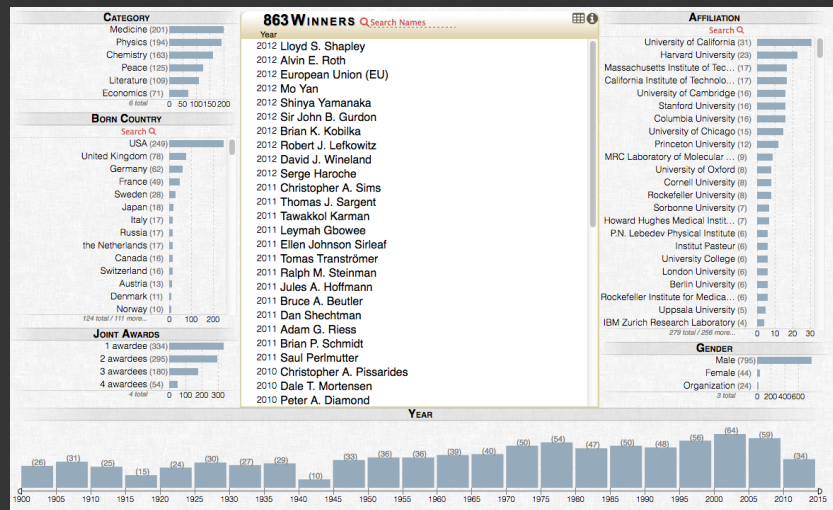 CATEGORY
Medicine (201)
Physics (194)
Chemistry (163)
Peace (125)
Literature (109)
Economics (71)
6 total
0 50 100 150 200
BORN COUNTRY
Search
USA (249)
United Kingdom (78)
Germany (62)
France (49)
Sweden (28)
Japan (18)
Italy (17)
Russia (17)
the Netherlands (17)
Canada (16)
Switzerland (16)
Austria (13)
Denmark (11)
Norway (10)
124 total / 111 more...
0 100 200
JOINT AWARDS
1 awardee (334)
2 awardees (295)
3 awardees (180)
4 awardees (54)
4 total
0 100 200 300
863 WINNERS Search Names
Year
2012 Lloyd S. Shapley
2012 Alvin E. Roth
2012 European Union (EU)
2012 Mo Yan
2012 Shinya Yamanaka
2012 Sir John B. Gurdon
2012 Brian K. Kobilka
2012 Robert J. Lefkowitz
2012 David J. Wineland
2012 Serge Haroche
2011 Christopher A. Sims
2011 Thomas J. Sargent
2011 Tawakkol Karman
2011 Leymah Gbowee
2011 Ellen Johnson Sirleaf
2011 Tomas Tranströmer
2011 Ralph M. Steinman
2011 Jules A. Hoffmann
2011 Bruce A. Beutler
2011 Dan Shechtman
2011 Adam G. Riess
2011 Brian P. Schmidt
2011 Saul Perlmutter
2010 Christopher A. Pissarides
2010 Dale T. Mortensen
2010 Peter A. Diamond
AFFILIATION
Search
University of California (31)
Harvard University (23)
Massachusetts Institute of Tec... (17)
California Institute of Technolo... (17)
University of Cambridge (16)
Stanford University (16)
Columbia University (16)
University of Chicago (15)
Princeton University (12)
MRC Laboratory of Molecular ... (9)
University of Oxford (8)
Cornell University (8)
Rockefeller University (8)
Sorbonne University (7)
Howard Hughes Medical Instit... (7)
P.N. Lebedev Physical Institute (6)
Institut Pasteur (6)
University College (6)
London University (6)
Berlin University (6)
Rockefeller Institute for Medica... (6)
Uppsala University (5)
IBM Zurich Research Laboratory (4)
279 total / 256 more...
0 10 20 30
GENDER
Male (795)
Female (44)
Organization (24)
3 total
0 200 400 600
YEAR
(26) (31) (25) (15) (24) (30) (27) (29) (10) (33) (36) (36) (39) (40) (50) (54) (47) (50) (48) (56) (64) (59) (34)
1900 1905 1910 1915 1920 1925 1930 1935 1940 1945 1950 1955 1960 1965 1970 1975 1980 1985 1990 1995 2000 2005 2010 2015